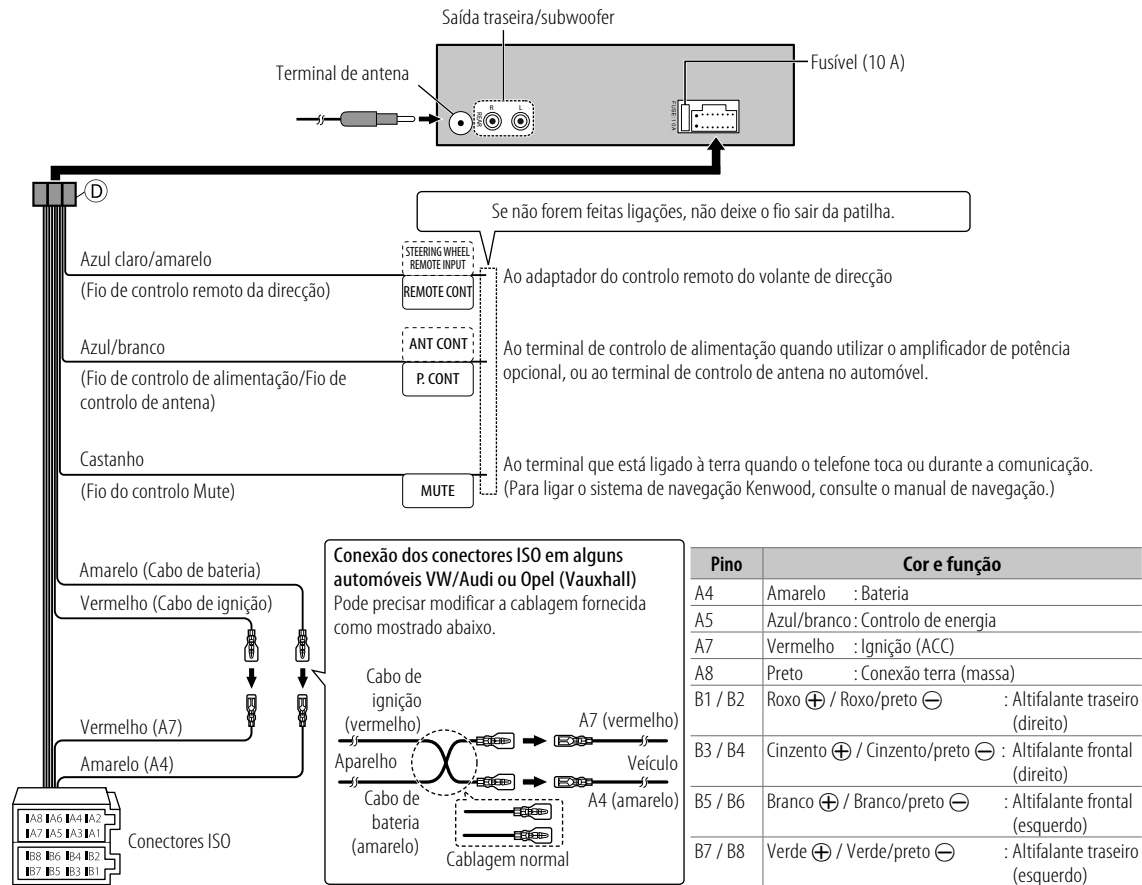 Saída traseira/subwoofer
Terminal de antena
Fusível (10 A)
R L
REAR
FUSE-10A
D
Se não forem feitas ligações, não deixe o fio sair da patilha.
Azul claro/amarelo
(Fio de controlo remoto da direcção)
STEERING WHEEL
REMOTE INPUT
REMOTE CONT
Ao adaptador do controlo remoto do volante de direcção
Azul/branco
(Fio de controlo de alimentação/Fio de
controlo de antena)
ANT CONT
P. CONT
Ao terminal de controlo de alimentação quando utilizar o amplificador de potência
opcional, ou ao terminal de controlo de antena no automóvel.
Castanho
(Fio do controlo Mute)
MUTE
Ao terminal que está ligado à terra quando o telefone toca ou durante a comunicação.
(Para ligar o sistema de navegação Kenwood, consulte o manual de navegação.)
Amarelo (Cabo de bateria)
Vermelho (Cabo de ignição)
Vermelho (A7)
Amarelo (A4)
A8 A6 A4 A2
A7 A5 A3 A1
B8 B6 B4 B2
B7 B5 B3 B1
Conectores ISO
Conexão dos conectores ISO em alguns
automóveis VW/Audi ou Opel (Vauxhall)
Pode precisar modificar a cablagem fornecida
como mostrado abaixo.
Cabo de
ignição
(vermelho)
A7 (vermelho)
Aparelho
Veículo
Cabo de
bateria
(amarelo)
A4 (amarelo)
Cablagem normal
Pino Cor e função
A4 Amarelo : Bateria
A5 Azul/branco : Controlo de energia
A7 Vermelho : Ignição (ACC)
A8 Preto : Conexão terra (massa)
B1 / B2 Roxo ⊕ / Roxo/preto ⊖ : Altifalante traseiro
(direito)
B3 / B4 Cinzento ⊕ / Cinzento/preto ⊖ : Altifalante frontal
(direito)
B5 / B6 Branco ⊕ / Branco/preto ⊖ : Altifalante frontal
(esquerdo)
B7 / B8 Verde ⊕ / Verde/preto ⊖ : Altifalante traseiro
(esquerdo)